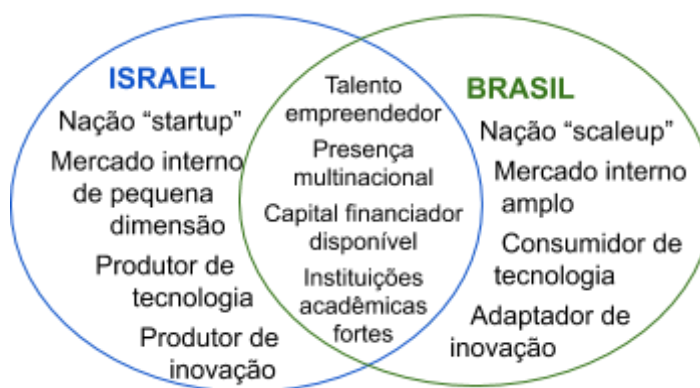 ISRAEL
Nação “startup”
Mercado interno
de pequena
dimensão
Produtor de
tecnologia
Produtor de
inovação
Talento
empreendedor
Presença
multinacional
Capital financiador
disponível
Instituições
acadêmicas
fortes
BRASIL
Nação “scaleup”
Mercado interno
amplo
Consumidor de
tecnologia
Adaptador de
inovação